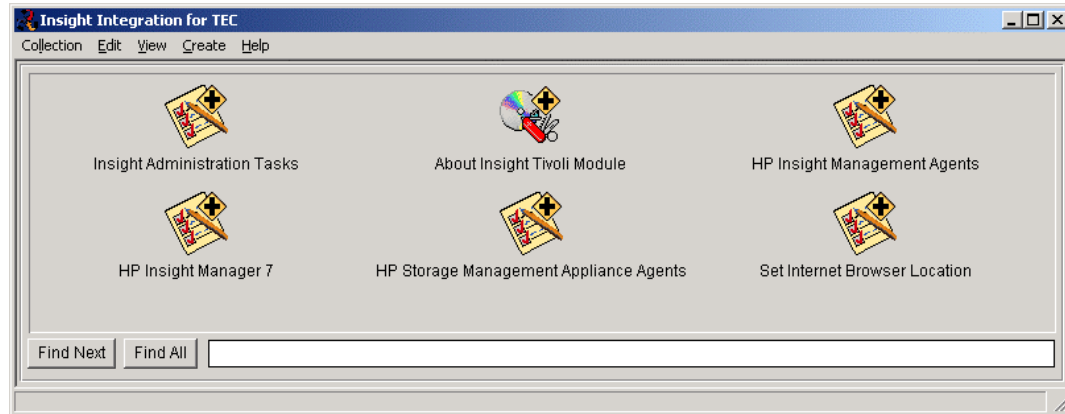 Insight Integration for TEC
Collection Edit View Create Help
Insight Administration Tasks
About Insight Tivoli Module
HP Insight Management Agents
HP Insight Manager 7
HP Storage Management Appliance Agents
Set Internet Browser Location
Find Next
Find All